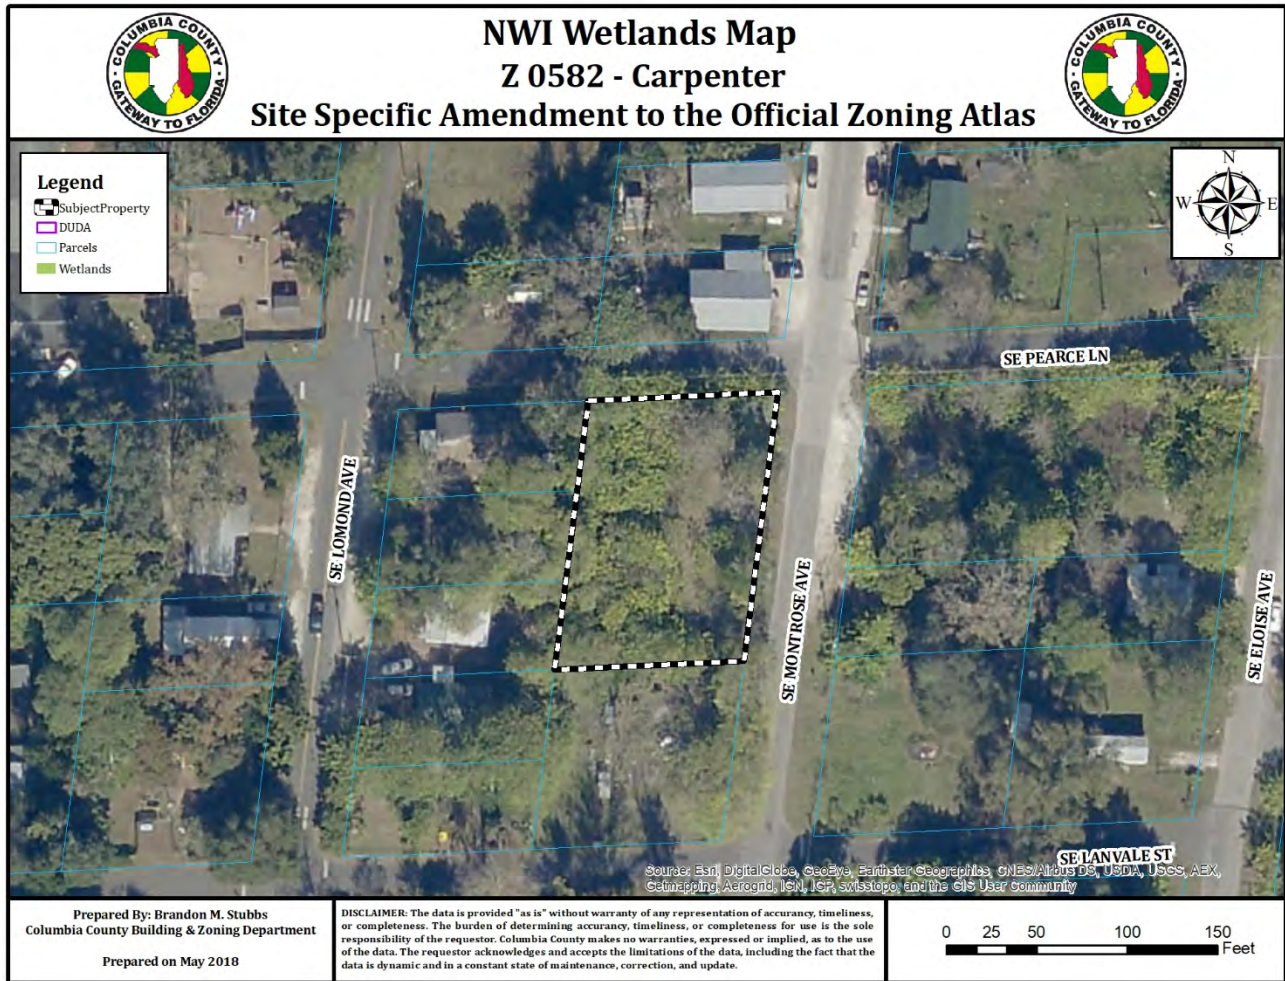 NWI Wetlands Map
Z 0582 - Carpenter
Site Specific Amendment to the Official Zoning Atlas
COLUMBIA COUNTY
GATEWAY TO FLORIDA
COLUMBIA COUNTY
GATEWAY TO FLORIDA
Legend
SubjectProperty
DUDA
Parcels
Wetlands
N
W
E
S
SE PEARCE LN
SE LOMOND AVE
SE MONTROSE AVE
SE ELOISE AVE
SE LANVALE ST
Source: Esri, DigitalGlobe, GeoEye, Earthstar Geographics, CNES/Airbus DS, USDA, USGS, AEX,
Getmapping, Aerogrid, IGN, IGP, swisstopo, and the GIS User Community
Prepared By: Brandon M. Stubbs
Columbia County Building & Zoning Department
Prepared on May 2018
DISCLAIMER: The data is provided "as is" without warranty of any representation of accurancy, timeliness,
or completeness. The burden of determining accurancy, timeliness, or completeness for use is the sole
responsibility of the requestor. Columbia County makes no warranties, expressed or implied, as to the use
of the data. The requestor acknowledges and accepts the limitations of the data, including the fact that the
data is dynamic and in a constant state of maintenance, correction, and update.
0 25 50 100 150
Feet